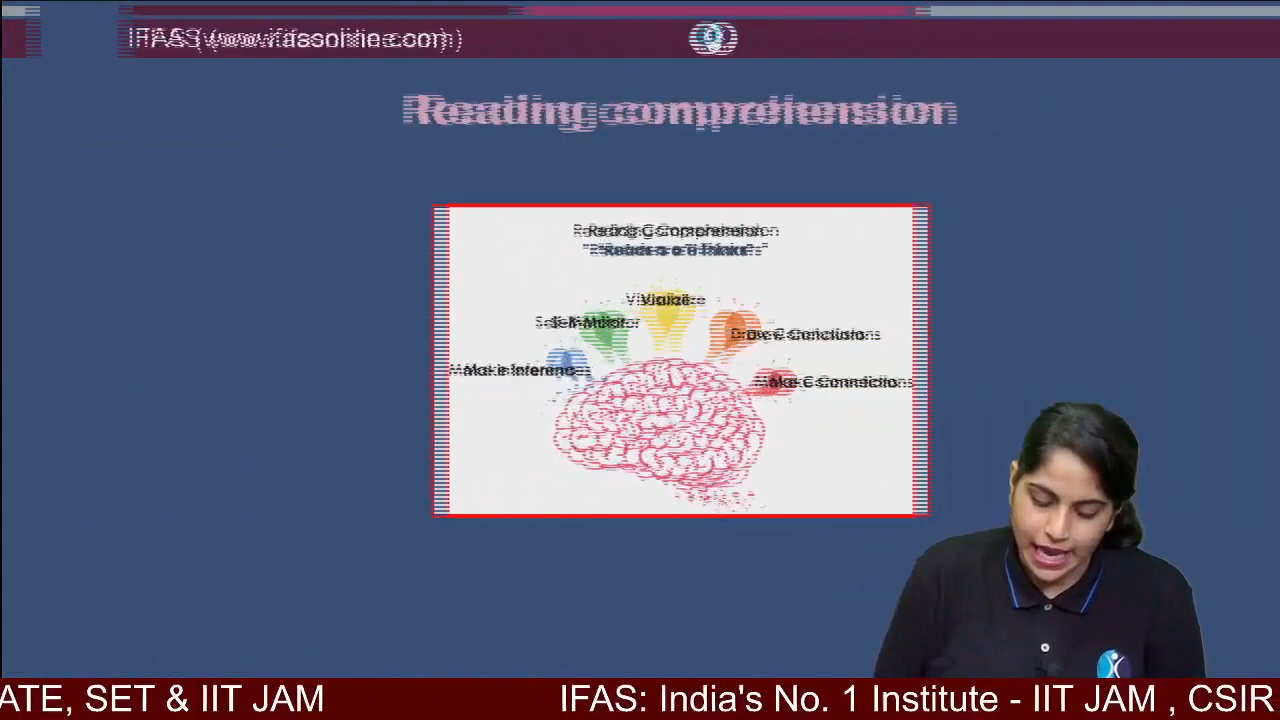 IFAS (www.ifasonline.com)
Reading comprehension
Reading Comprehension
Visualize
Self-Monitor
Draw Conclusions
Make Inferences
Make Connections
ATE, SET & IIT JAM IFAS: India's No. 1 Institute - IIT JAM , CSIR